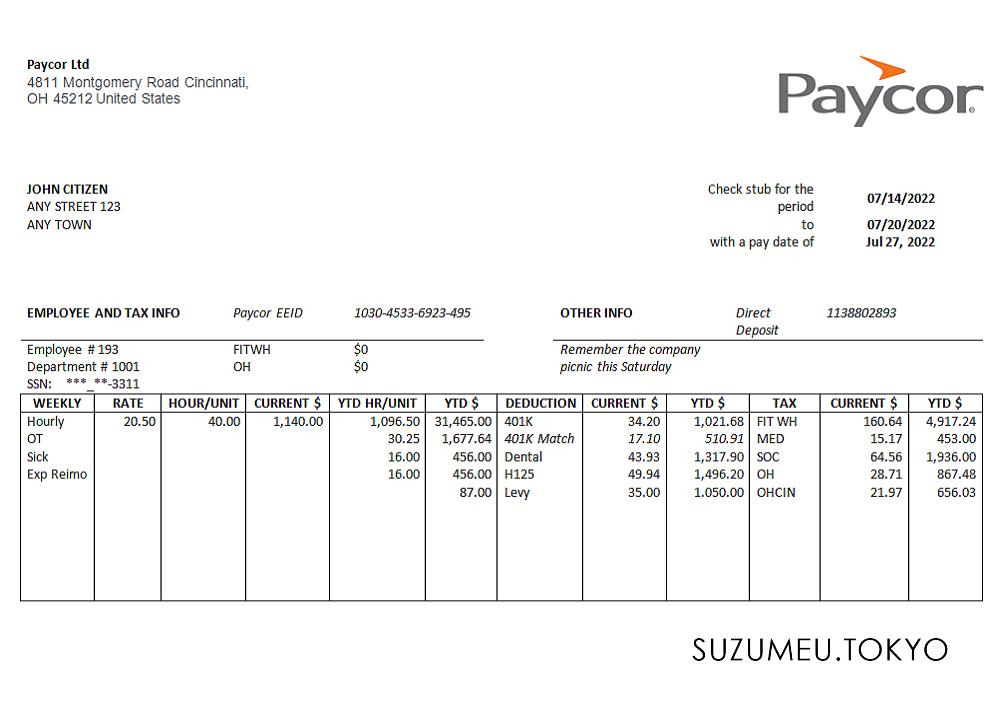 Paycor Ltd
4811 Montgomery Road Cincinnati,
OH 45212 United States
Paycor®
JOHN CITIZEN
ANY STREET 123
ANY TOWN
Check stub for the period 07/14/2022
to 07/20/2022
with a pay date of Jul 27, 2022
EMPLOYEE AND TAX INFO Paycor EEID 1030-4533-6923-495
Employee # 193 FITWH $0
Department # 1001 OH $0
SSN: ***_**-3311
OTHER INFO Direct Deposit 1138802893
Remember the company
picnic this Saturday
WEEKLY RATE HOUR/UNIT CURRENT $ YTD HR/UNIT YTD $ DEDUCTION CURRENT $ YTD $ TAX CURRENT $ YTD $
Hourly 20.50 40.00 1,140.00 1,096.50 31,465.00 401K 34.20 1,021.68 FIT WH 160.64 4,917.24
OT 30.25 1,677.64 401K Match 17.10 510.91 MED 15.17 453.00
Sick 16.00 456.00 Dental 43.93 1,317.90 SOC 64.56 1,936.00
Exp Reimo 16.00 456.00 H125 49.94 1,496.20 OH 28.71 867.48
87.00 Levy 35.00 1.050.00 OHCIN 21.97 656.03
SUZUMEU.TOKYO